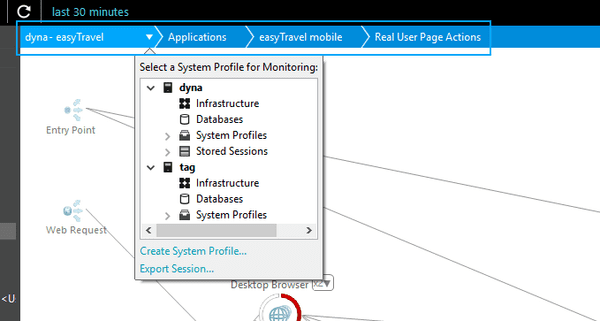 last 30 minutes
dyna - easyTravel Applications easyTravel mobile Real User Page Actions
Select a System Profile for Monitoring:
dyna
Infrastructure
Databases
System Profiles
Stored Sessions
tag
Infrastructure
Databases
System Profiles
Create System Profile...
Export Session...
Entry Point
Web Request
Desktop Browser x2
<U